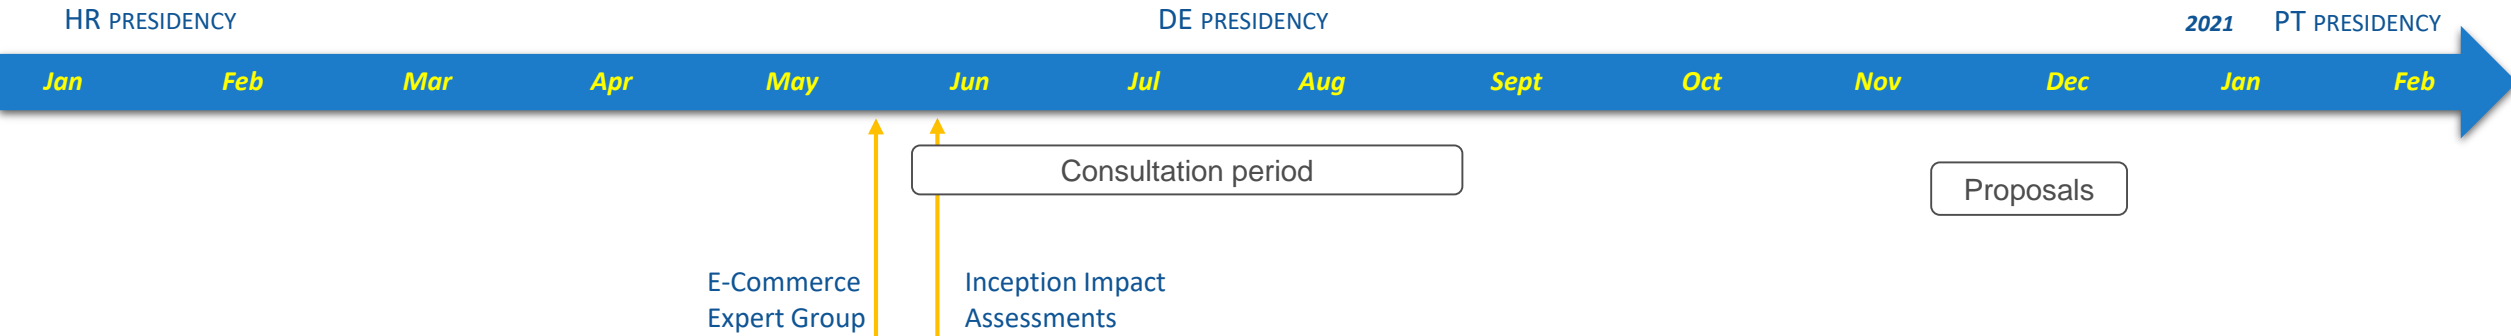 HR PRESIDENCY DE PRESIDENCY 2021 PT PRESIDENCY
Jan Feb Mar Apr May Jun Jul Aug Sept Oct Nov Dec Jan Feb
Consultation period
Proposals
E-Commerce
Expert Group
Inception Impact
Assessments